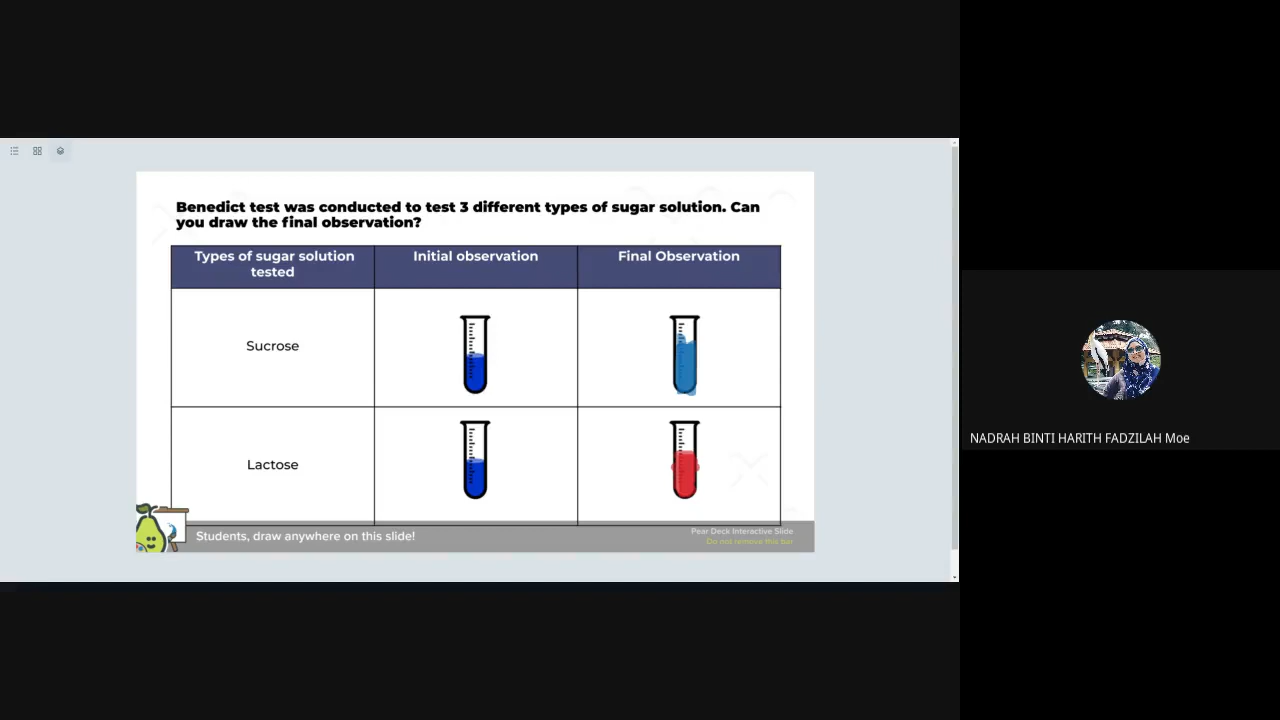 Benedict test was conducted to test 3 different types of sugar solution. Can
you draw the final observation?
Types of sugar solution
tested
Initial observation
Final Observation
Sucrose
Lactose
Students, draw anywhere on this slide!
Pear Deck Interactive Slide
Do not remove this bar
NADRAH BINTI HARITH FADZILAH Moe